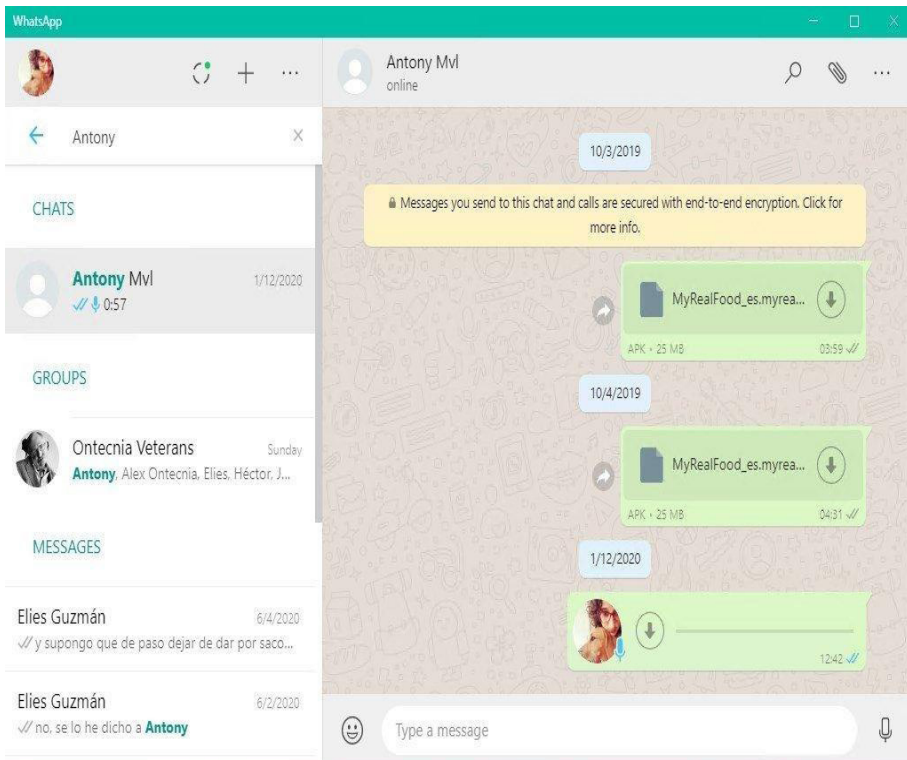 WhatsApp
Antony
CHATS
Antony Mvl
1/12/2020
0:57
GROUPS
Ontecnia Veterans
Sunday
Antony, Alex Ontecnia, Elies, Héctor, J...
MESSAGES
Elies Guzmán
6/4/2020
y supongo que de paso dejar de dar por saco...
Elies Guzmán
6/2/2020
no, se lo he dicho a Antony
Antony Mvl
online
10/3/2019
Messages you send to this chat and calls are secured with end-to-end encryption. Click for
more info.
MyRealFood_es.myrea...
APK • 25 MB
03:59
10/4/2019
MyRealFood_es.myrea...
APK • 25 MB
04:31
1/12/2020
12:42
Type a message